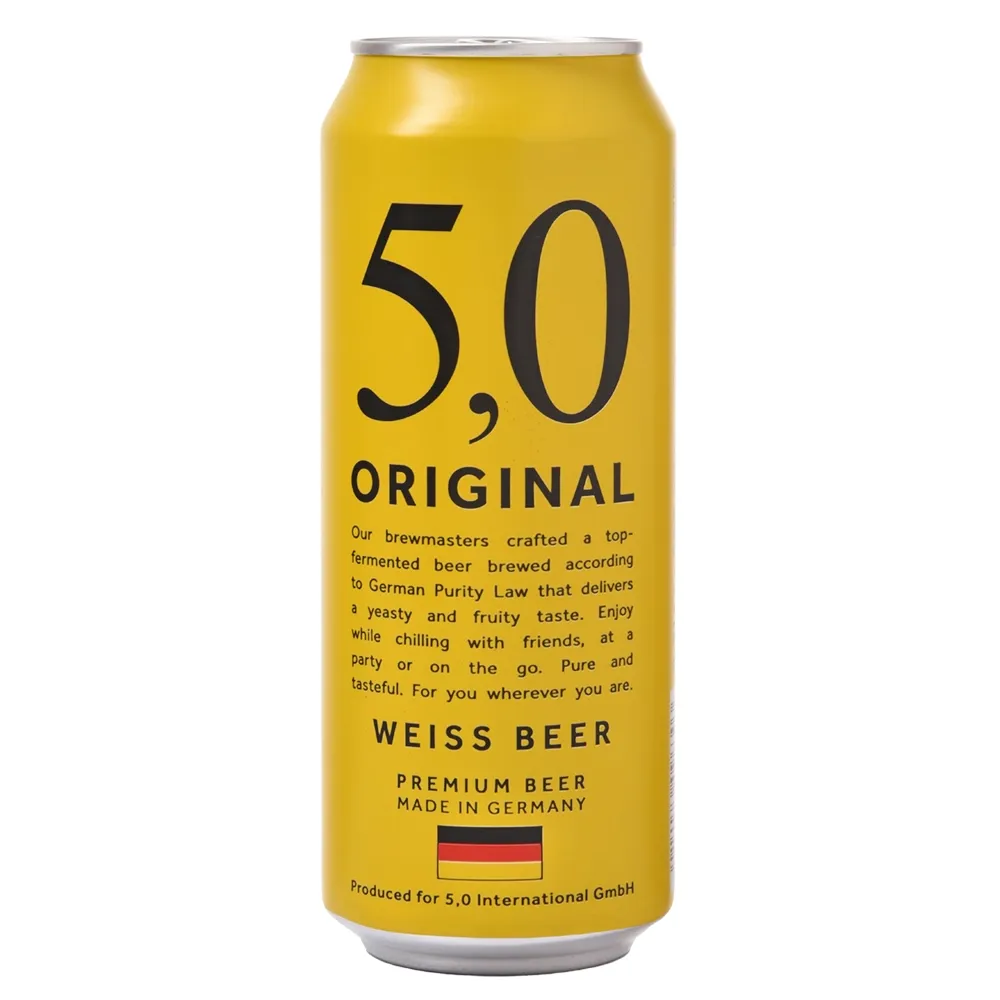 5,0
ORIGINAL
Our brewmasters crafted a top-
fermented beer brewed according
to German Purity Law that delivers
a yeasty and fruity taste. Enjoy
while chilling with friends, at a
party or on the go. Pure and
tasteful. For you wherever you are.
WEISS BEER
PREMIUM BEER
MADE IN GERMANY
Produced for 5,0 International GmbH